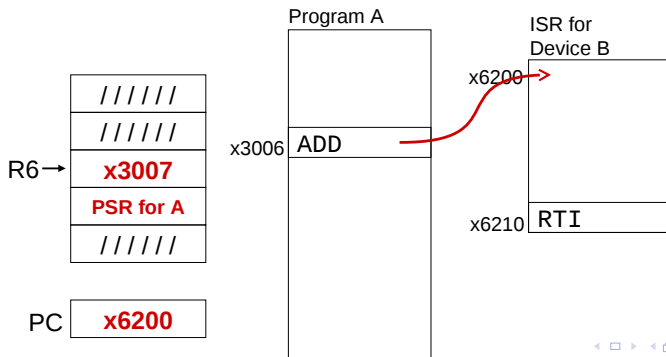 Program A
ISR for
Device B
x6200
//////
//////
x3006 ADD
R6 x3007
PSR for A
x6210 RTI
//////
PC x6200